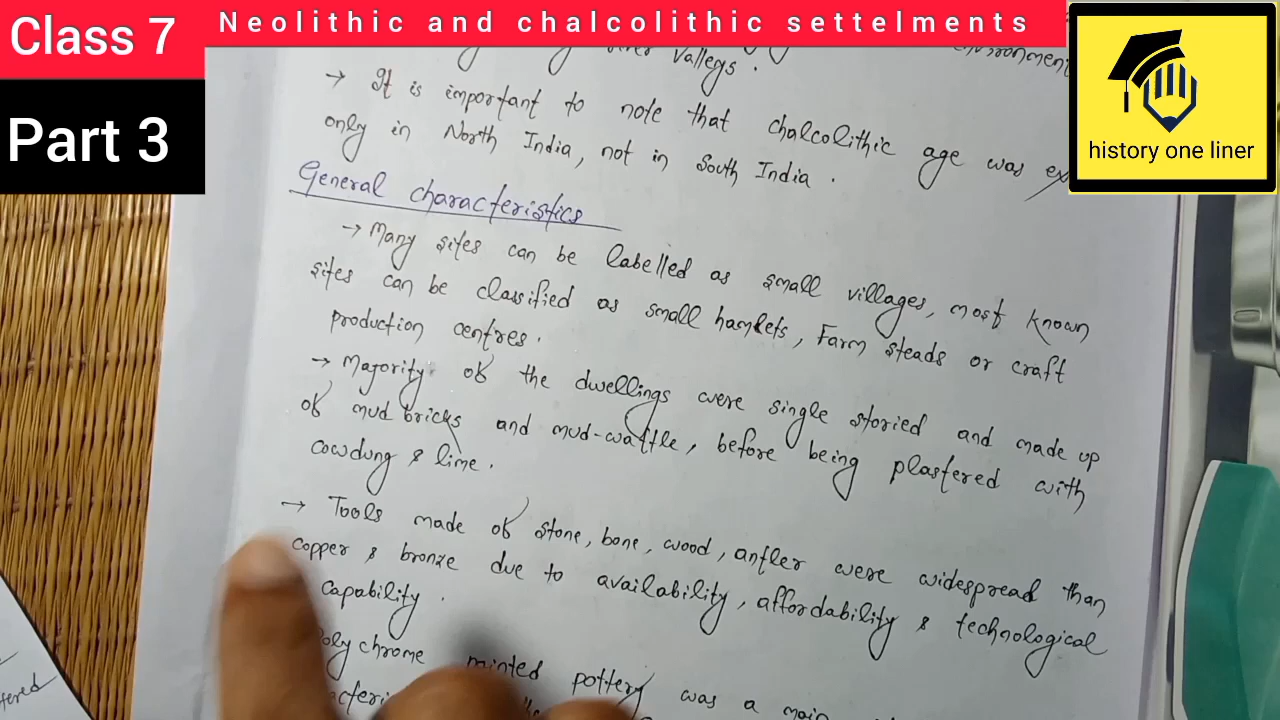 Class 7
Neolithic and chalcolithic settelments
Part 3
history one liner
valleys.
→ It is important to note that chalcolithic age was
only in North India, not in South India.
General characteristics
→ Many sites can be labelled as small villages, most known
sites can be classified as small hamlets, Farm steads or craft
production centres.
→ Majority of the dwellings were single storied and made up
of mud bricks and mud-wattle, before being plastered with
cowdung & lime.
→ Tools made of stone, bone, wood, antler were widespread than
copper & bronze due to availability, affordability & technological
capability.
pottery was a main